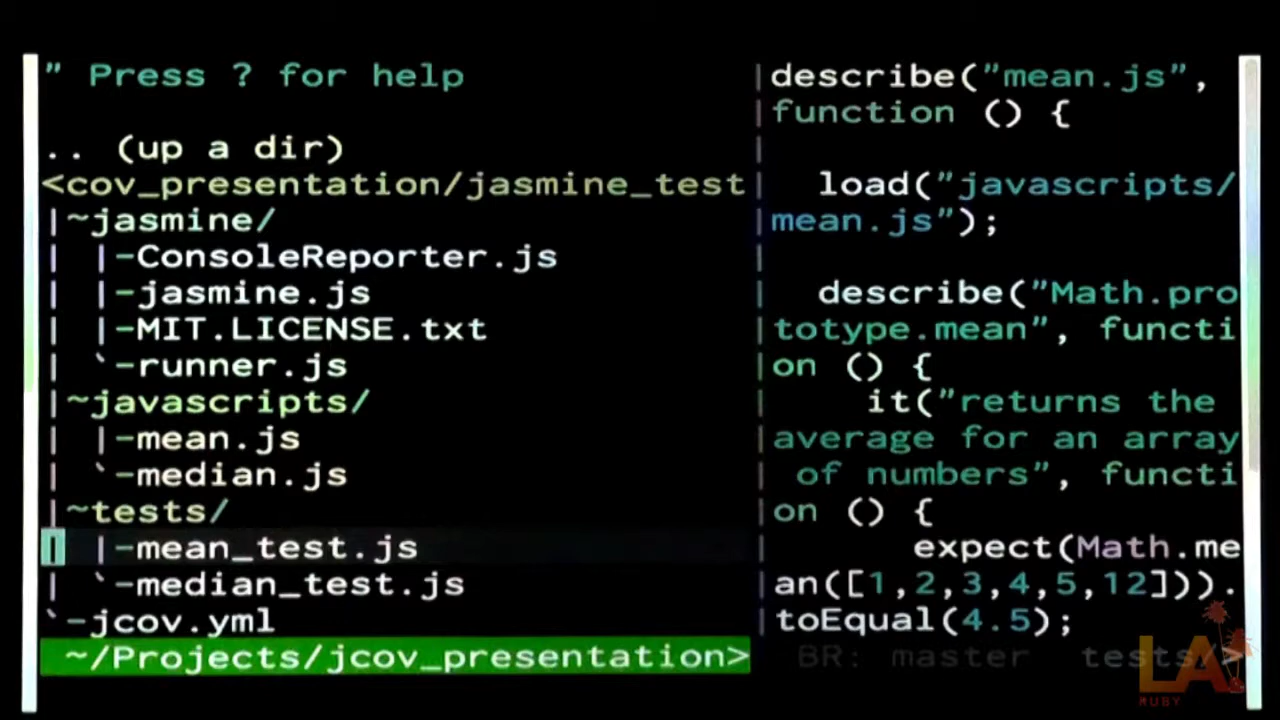 " Press ? for help
.. (up a dir)
<cov_presentation/jasmine_test
|~jasmine/
| |-ConsoleReporter.js
| |-jasmine.js
| |-MIT.LICENSE.txt
| `-runner.js
|~javascripts/
| |-mean.js
| `-median.js
|~tests/
| |-mean_test.js
| `-median_test.js
`-jcov.yml
~/Projects/jcov_presentation>
describe("mean.js",
function () {
load("javascripts/
mean.js");
describe("Math.pro
totype.mean", functi
on () {
it("returns the
average for an array
of numbers", functi
on () {
expect(Math.me
an([1,2,3,4,5,12])).
toEqual(4.5);
BR: master tests/>
LA
RUBY